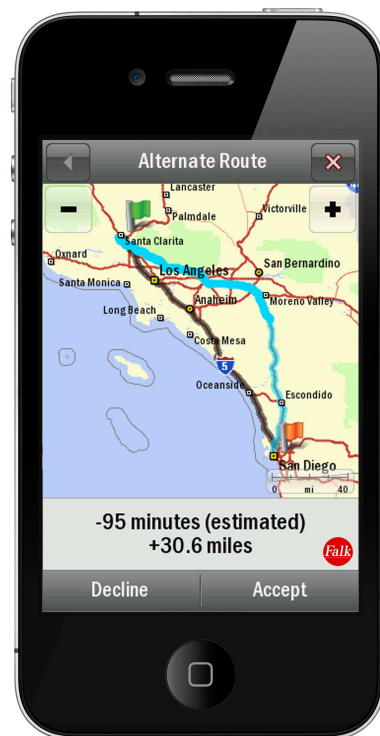 Alternate Route
Lancaster
Palmdale
Victorville
Santa Clarita
Oxnard
Los Angeles
San Bernardino
Santa Monica
Moreno Valley
Anaheim
Long Beach
Costa Mesa
5
Oceanside
Escondido
San Diego
0 mi 40
-95 minutes (estimated)
+30.6 miles
Falk
Decline
Accept